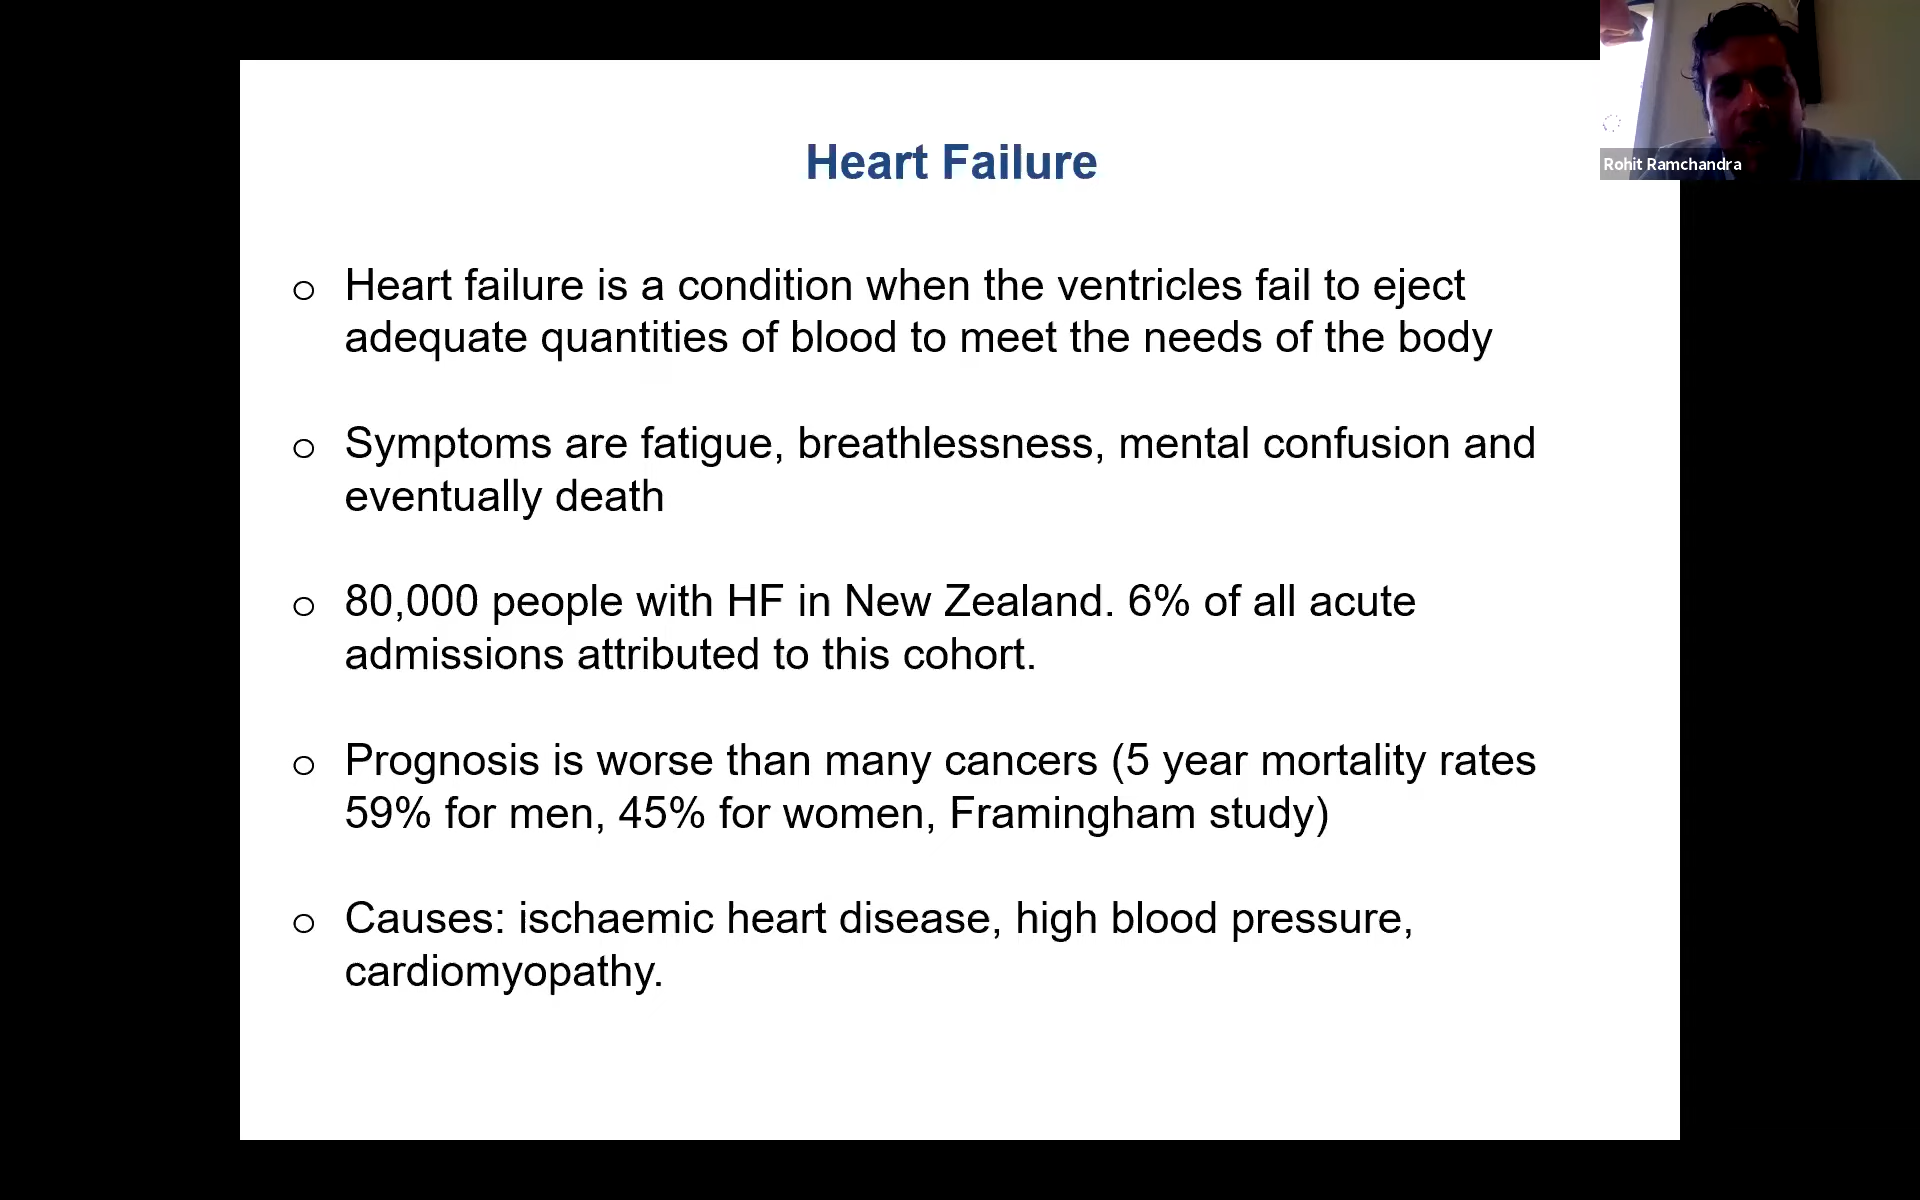 Heart Failure
o Heart failure is a condition when the ventricles fail to eject
adequate quantities of blood to meet the needs of the body
o Symptoms are fatigue, breathlessness, mental confusion and
eventually death
o 80,000 people with HF in New Zealand. 6% of all acute
admissions attributed to this cohort.
o Prognosis is worse than many cancers (5 year mortality rates
59% for men, 45% for women, Framingham study)
o Causes: ischaemic heart disease, high blood pressure,
cardiomyopathy.
Rohit Ramchandra